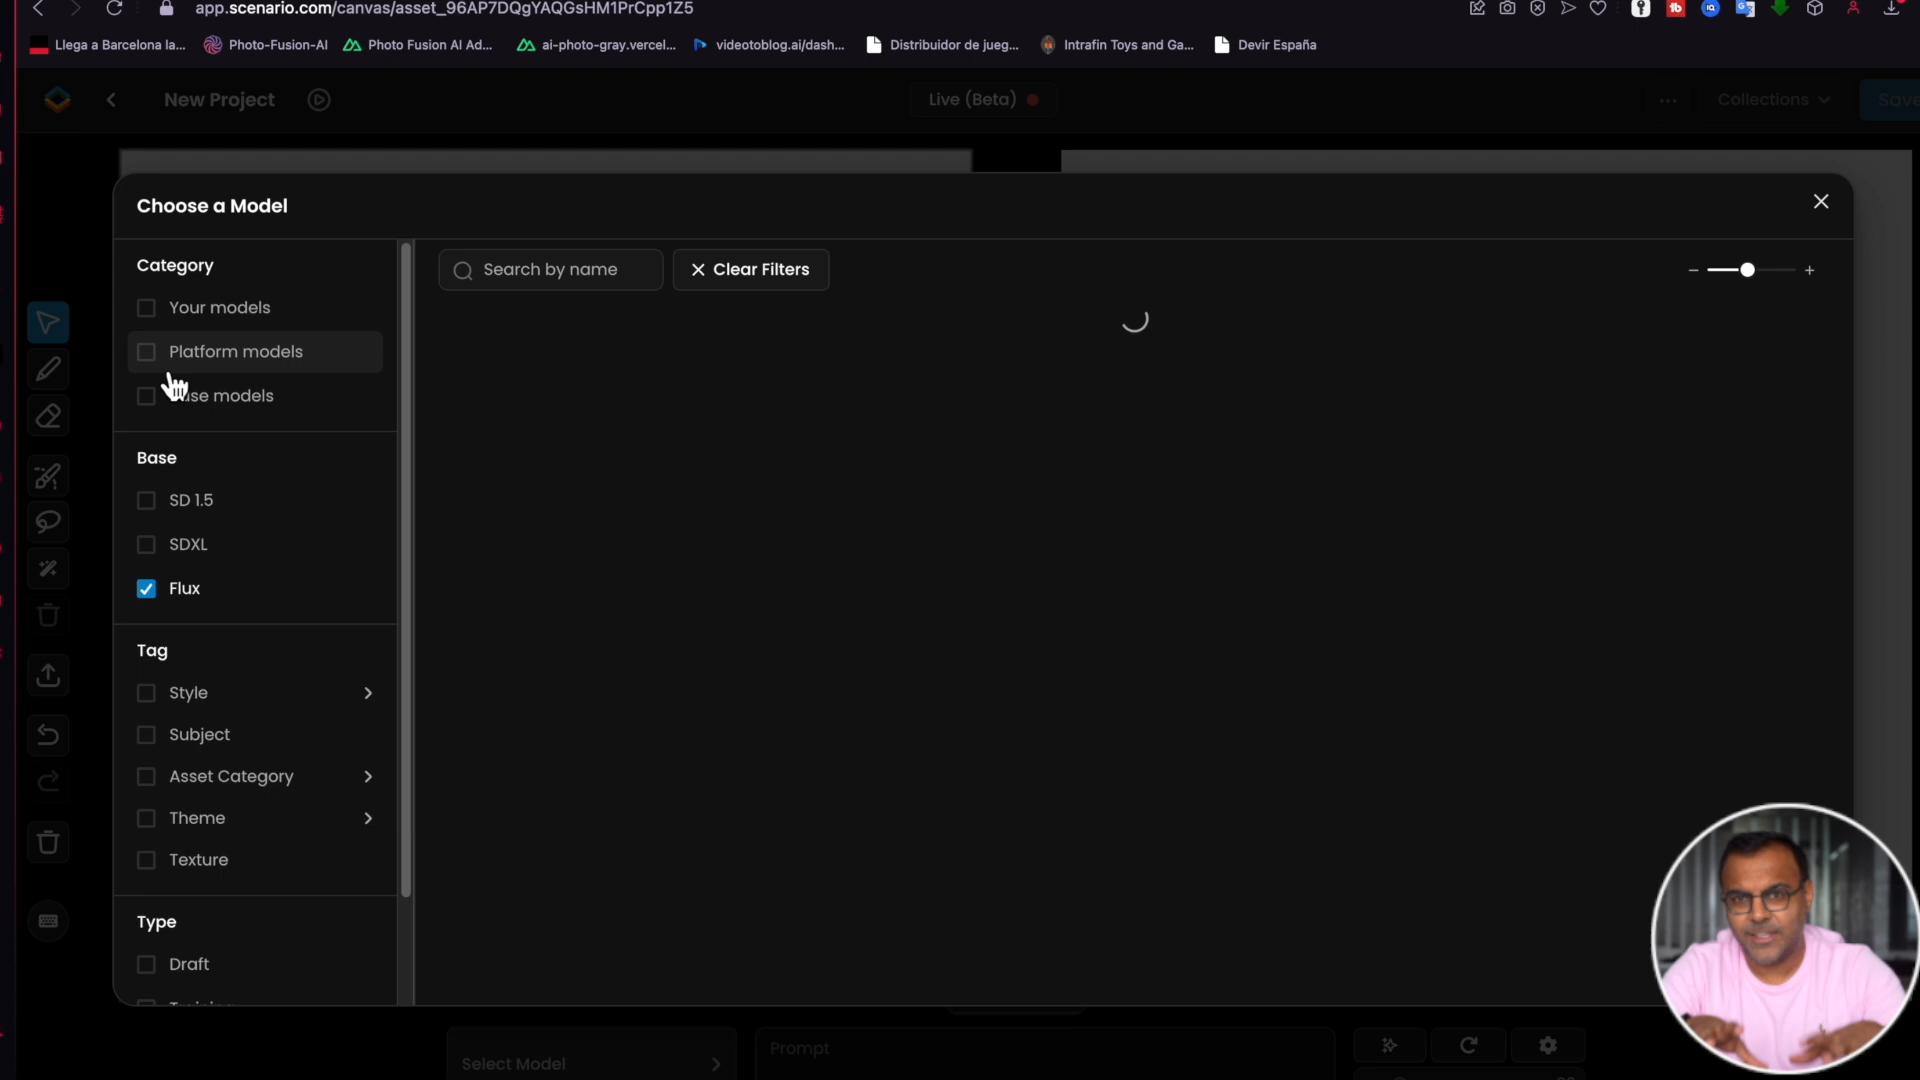 app.scenario.com/canvas/asset_96AP7DQgYAQGsHM1PrCpp1Z5
Llega a Barcelona la... Photo-Fusion-AI Photo Fusion AI Ad... ai-photo-gray.vercel... videotoblog.ai/dash... Distribuidor de jueg... Intrafin Toys and Ga... Devir España
New Project Live (Beta) ... Collections Save
Choose a Model
Category
Your models
Platform models
use models
Base
SD 1.5
SDXL
Flux
Tag
Style
Subject
Asset Category
Theme
Texture
Type
Draft
Search by name Clear Filters
Select Model Prompt